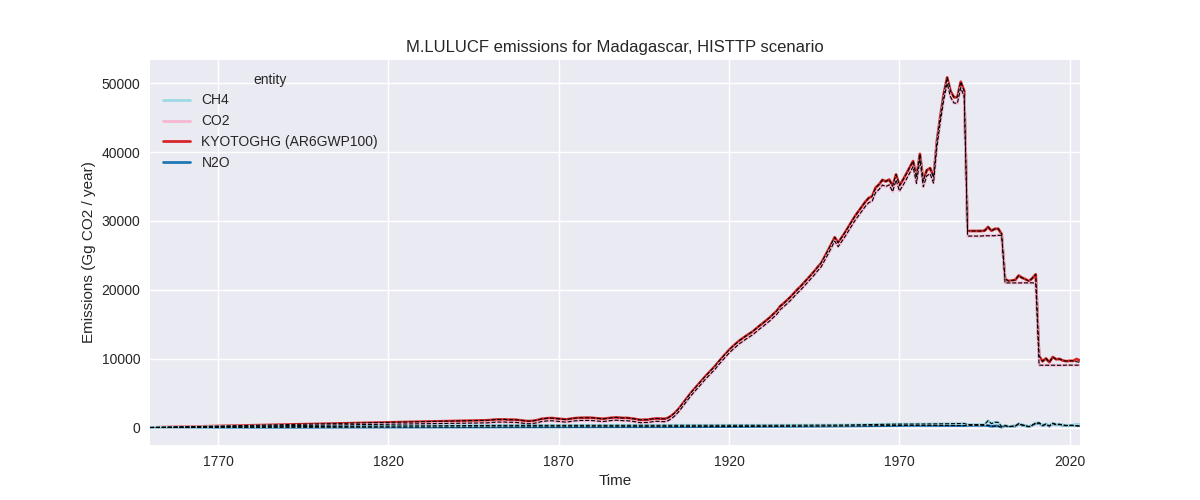 M.LULUCF emissions for Madagascar, HISTTP scenario
entity
CH4
CO2
KYOTOGHG (AR6GWP100)
N2O
Emissions (Gg CO2 / year)
50000
40000
30000
20000
10000
0
1770
1820
1870
1920
1970
2020
Time